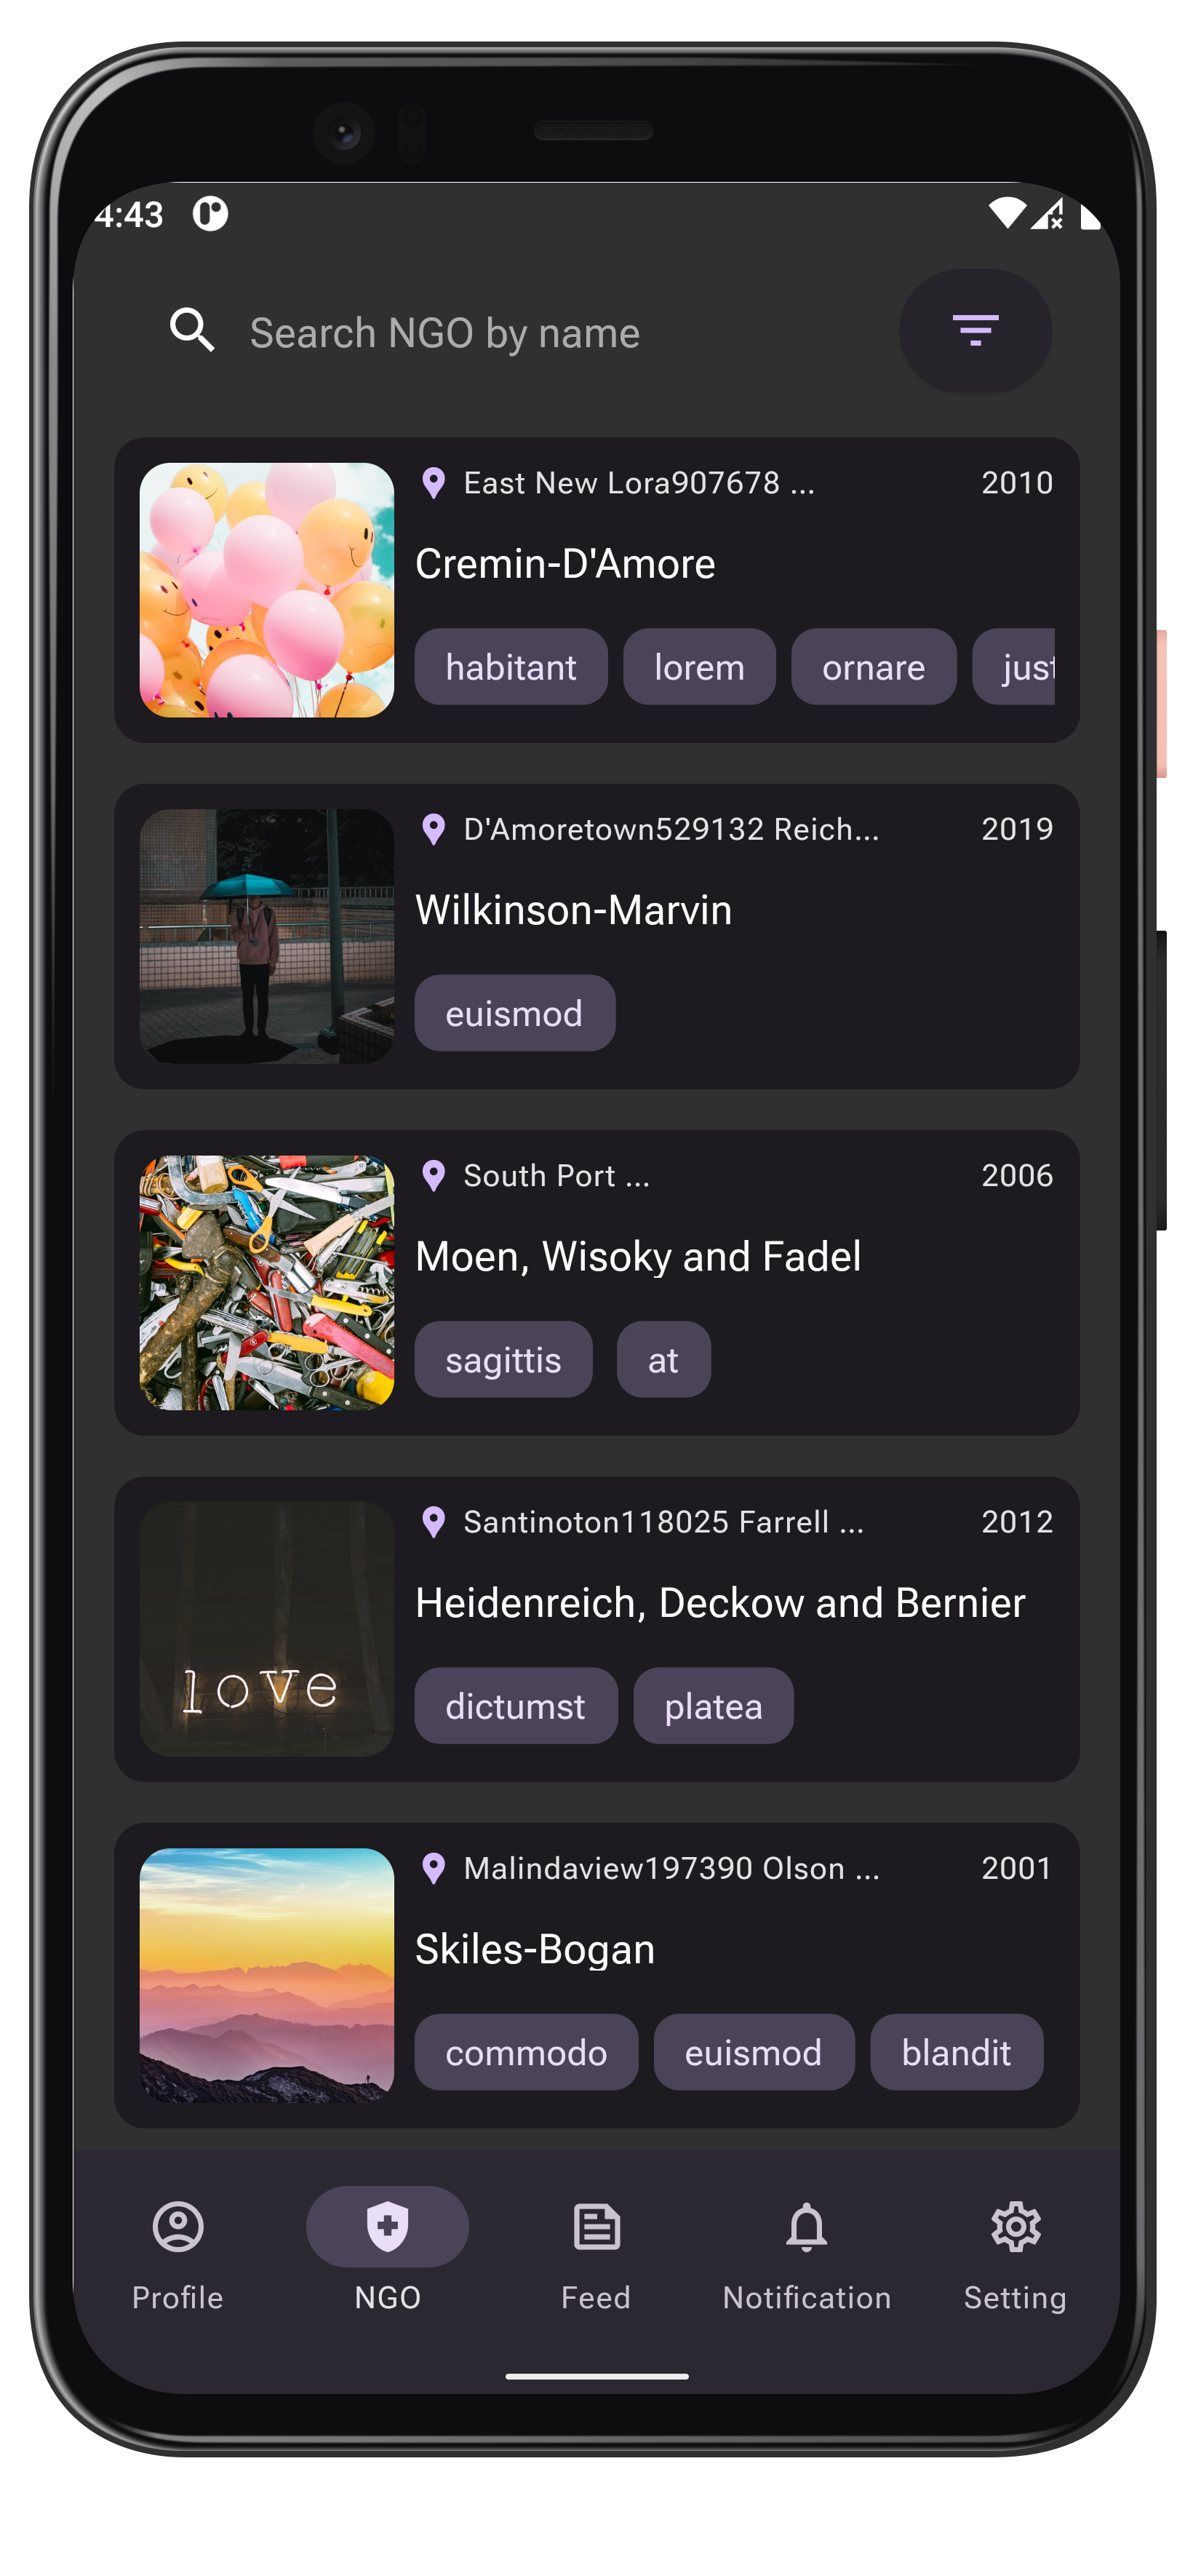 4:43
Search NGO by name
East New Lora907678 ... 2010
Cremin-D'Amore
habitant lorem ornare just
D'Amoretown529132 Reich... 2019
Wilkinson-Marvin
euismod
South Port ... 2006
Moen, Wisoky and Fadel
sagittis at
Santinoton118025 Farrell ... 2012
Heidenreich, Deckow and Bernier
love
dictumst platea
Malindaview197390 Olson ... 2001
Skiles-Bogan
commodo euismod blandit
Profile NGO Feed Notification Setting